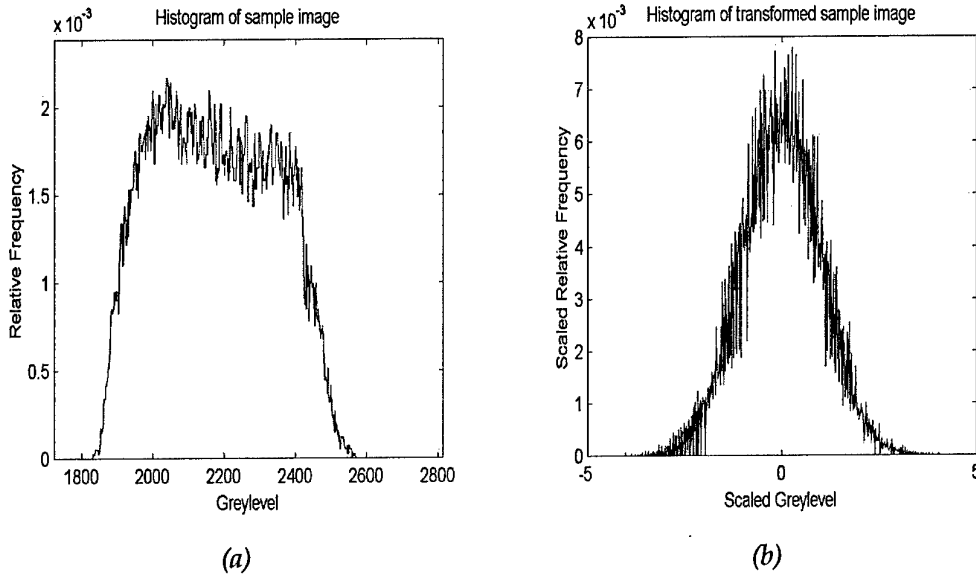 Histogram of sample image
x 10-3
2
1.5
1
0.5
0
Relative Frequency
1800 2000 2200 2400 2600 2800
Greylevel
(a)
Histogram of transformed sample image
x 10-3
8
7
6
5
4
3
2
1
0
Scaled Relative Frequency
-5 0 5
Scaled Greylevel
(b)